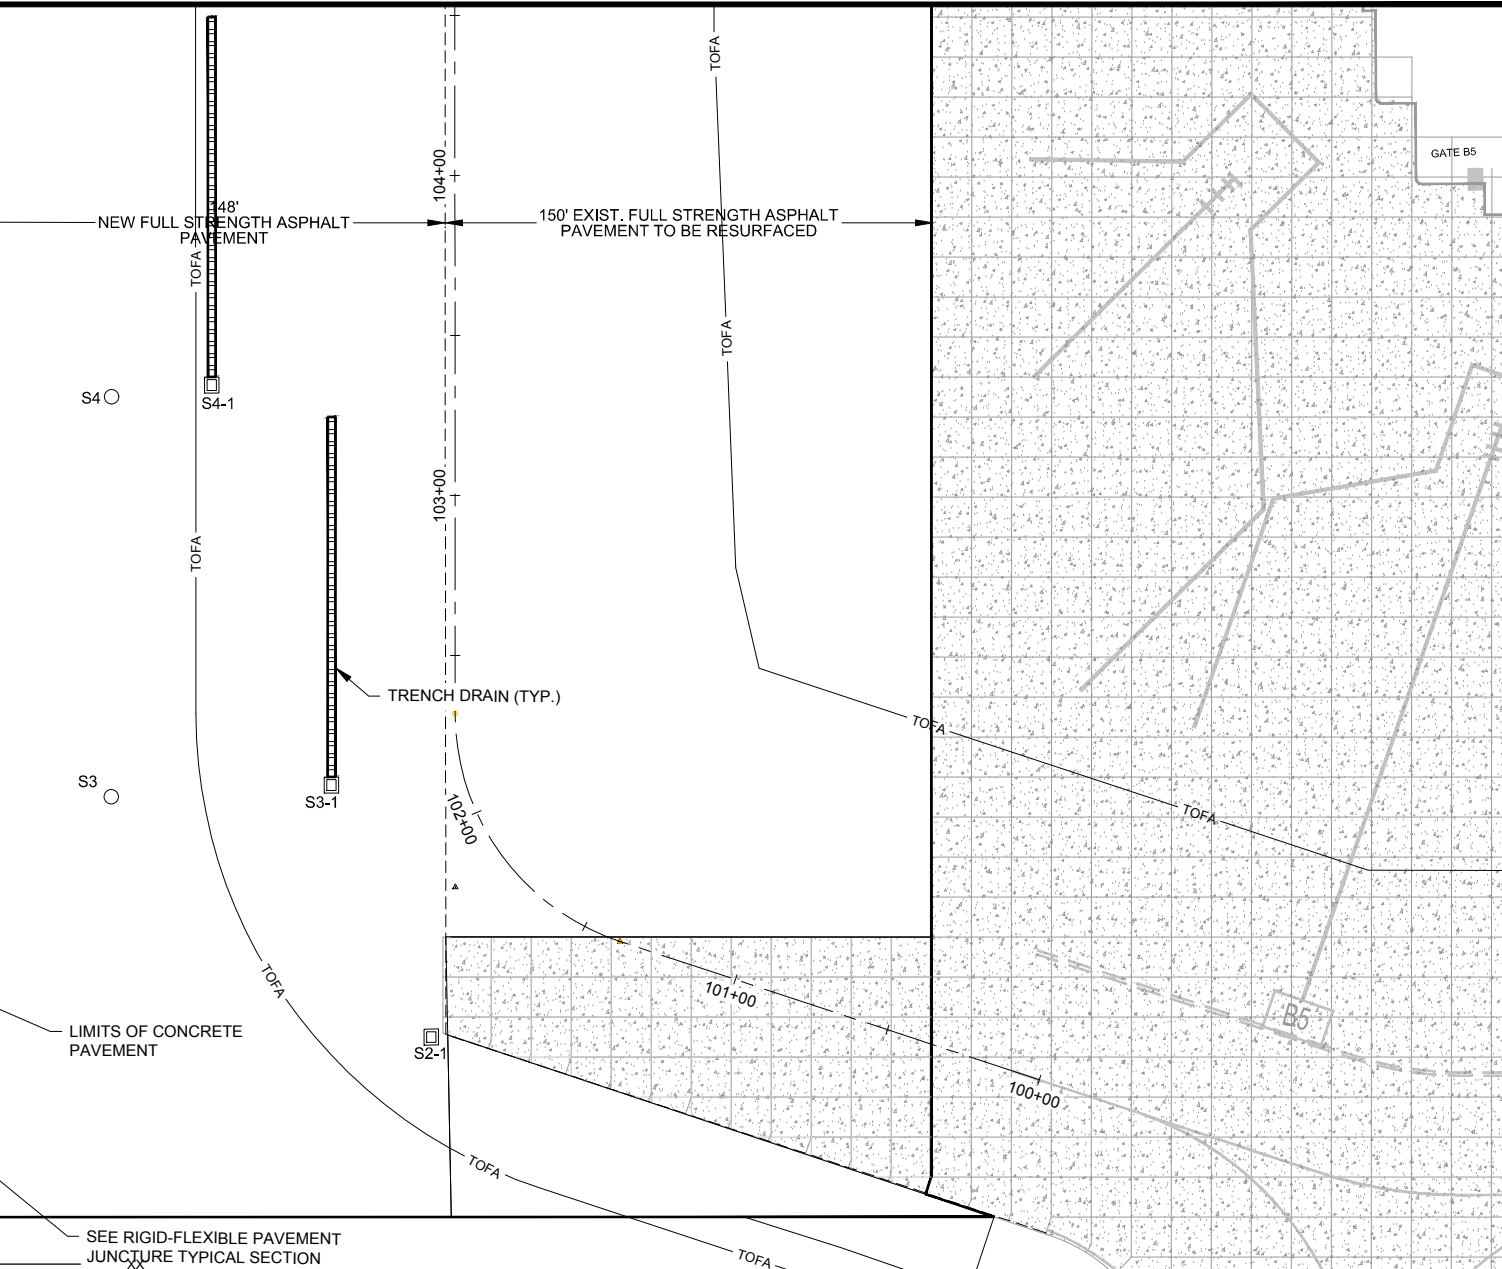 TOFA
GATE B5
104+00
148'
NEW FULL STRENGTH ASPHALT
PAVEMENT
150' EXIST. FULL STRENGTH ASPHALT
PAVEMENT TO BE RESURFACED
TOFA
TOFA
S4
S4-1
103+00
TOFA
TRENCH DRAIN (TYP.)
TOFA
S3
S3-1
102+00
TOFA
TOFA
101+00
B5
LIMITS OF CONCRETE
PAVEMENT
S2-1
100+00
TOFA
SEE RIGID-FLEXIBLE PAVEMENT
JUNCTURE TYPICAL SECTION
XX
TOFA